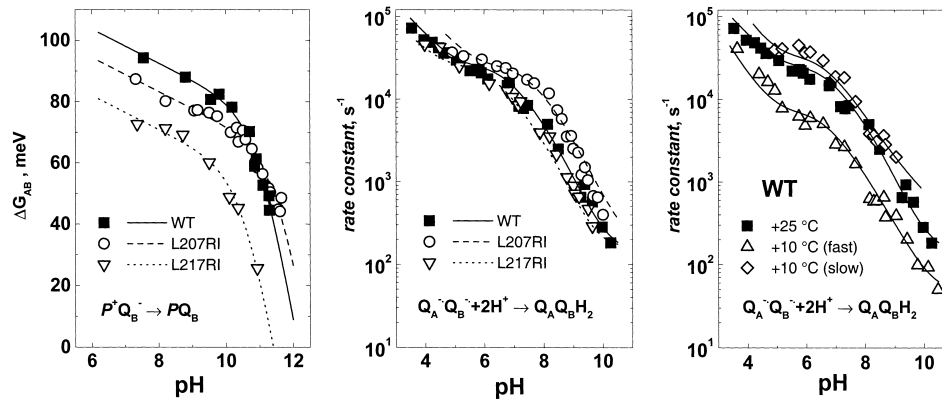 ΔG_AB , meV
100
80
60
40
20
0
WT
L207RI
L217RI
P⁺Q_B⁻ → PQ_B
6 8 10 12
pH
rate constant, s⁻¹
10⁵
10⁴
10³
10²
10¹
WT
L207RI
L217RI
Q_A⁻Q_B⁻+2H⁺ → Q_AQ_BH₂
4 6 8 10
pH
rate constant, s⁻¹
10⁵
10⁴
10³
10²
10¹
WT
+25 °C
+10 °C (fast)
+10 °C (slow)
Q_A⁻Q_B⁻+2H⁺ → Q_AQ_BH₂
4 6 8 10
pH